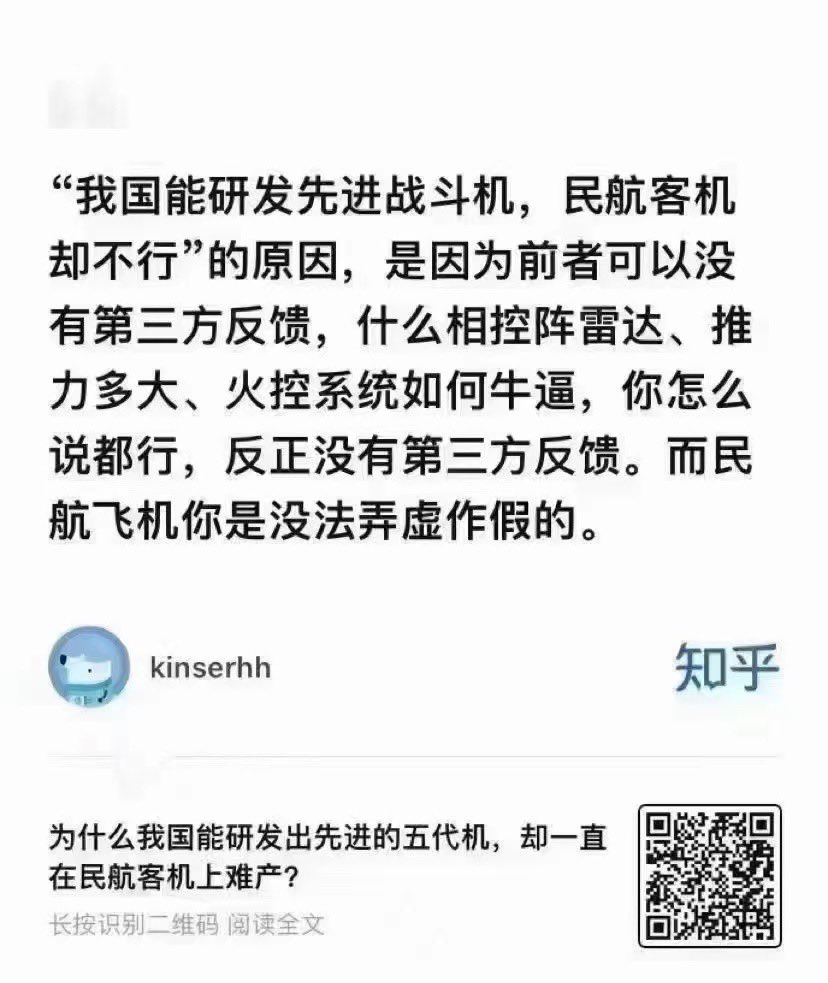 “我国能研发先进战斗机，民航客机
却不行”的原因，是因为前者可以没
有第三方反馈，什么相控阵雷达、推
力多大、火控系统如何牛逼，你怎么
说都行，反正没有第三方反馈。而民
航飞机你是没法弄虚作假的。
kinserhh
知乎
为什么我国能研发出先进的五代机，却一直
在民航客机上难产？
长按识别二维码 阅读全文